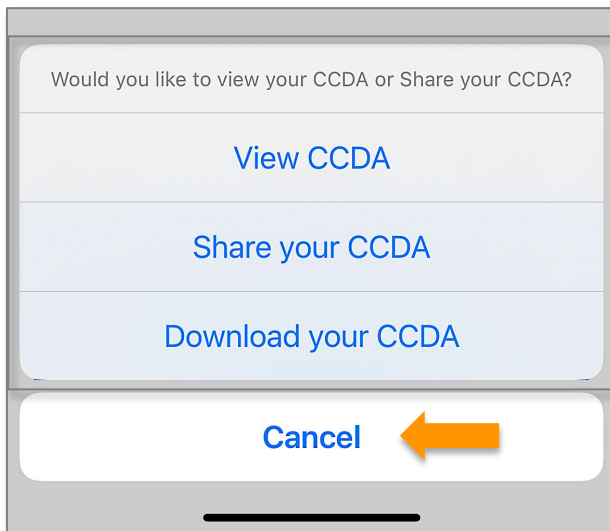 Would you like to view your CCDA or Share your CCDA?
View CCDA
Share your CCDA
Download your CCDA
Cancel